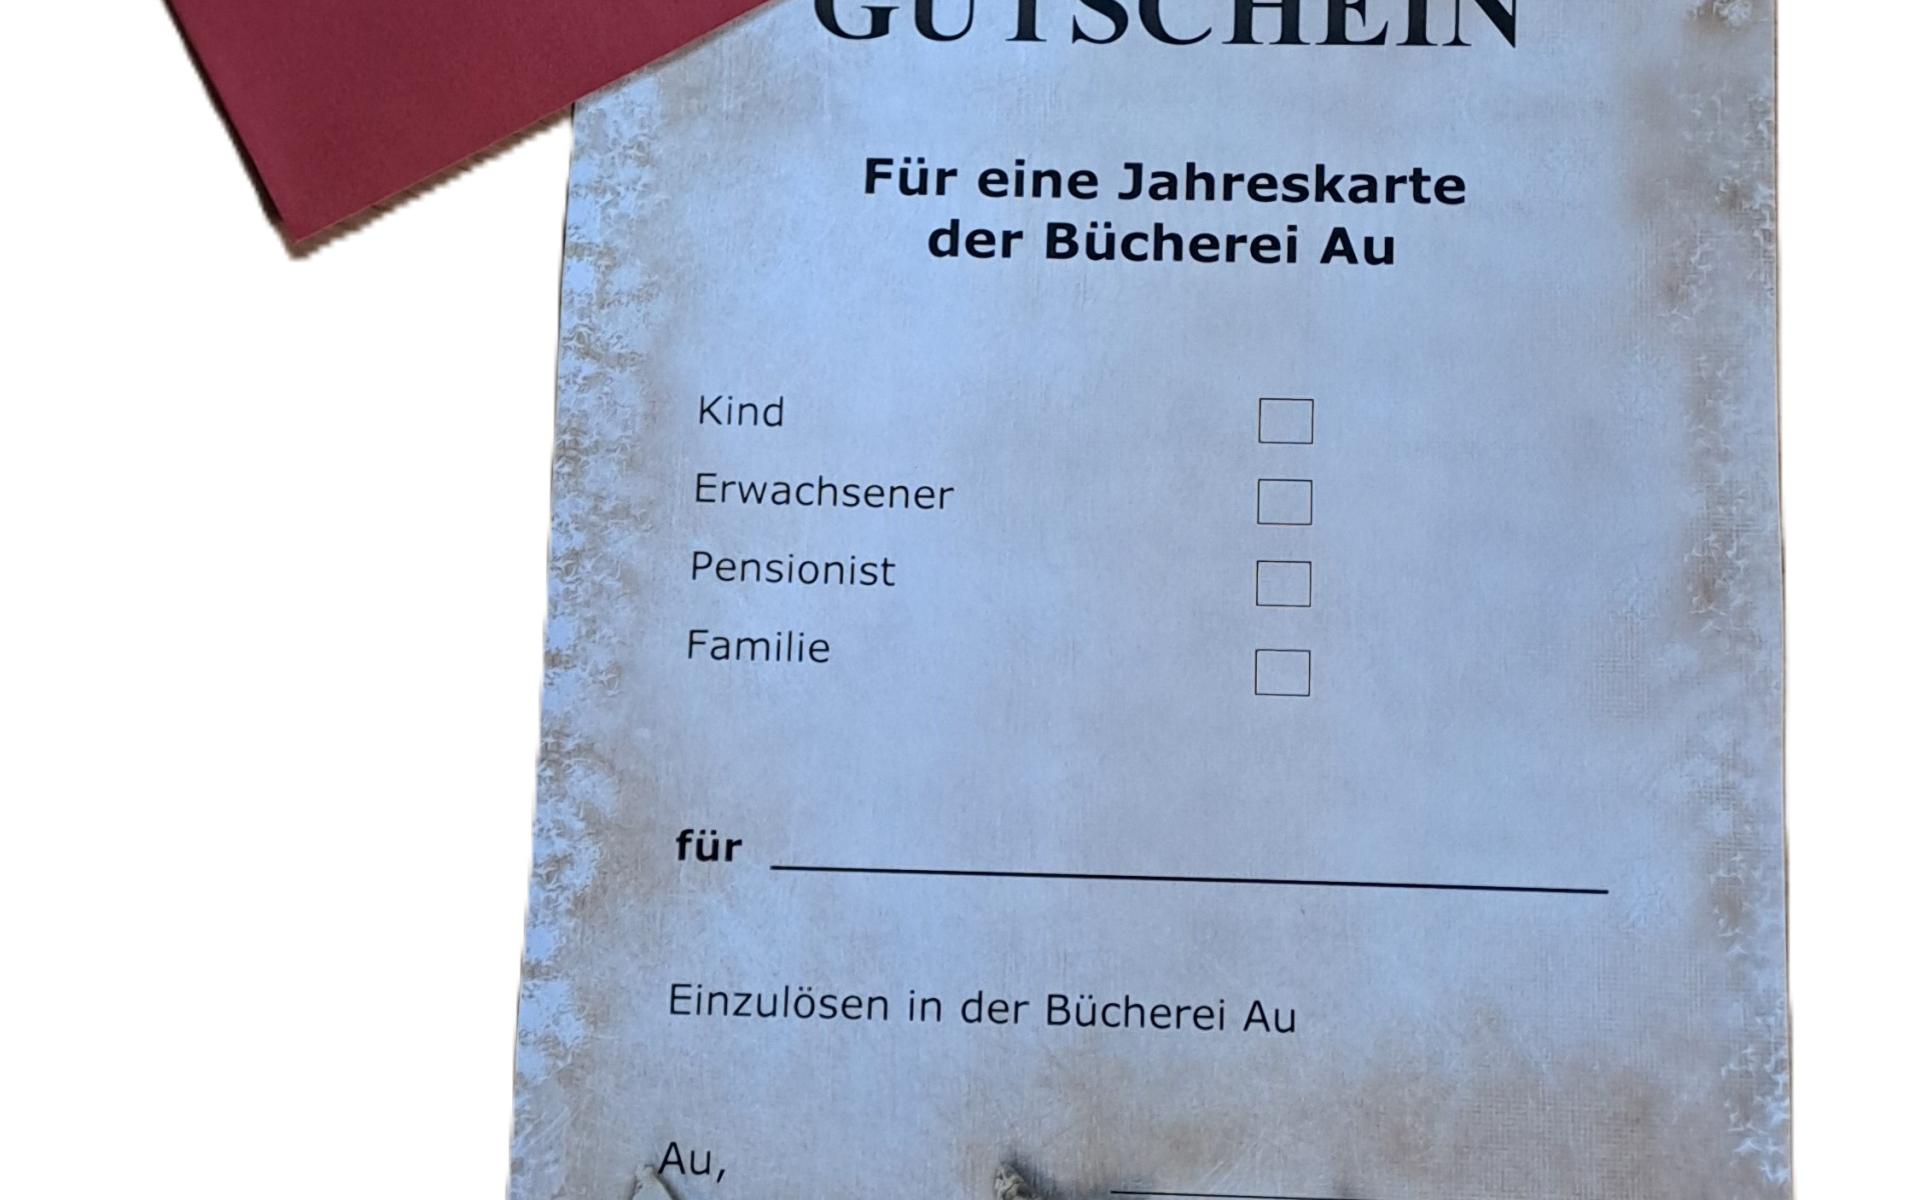 GUTSCHEIN
Für eine Jahreskarte
der Bücherei Au
Kind
Erwachsener
Pensionist
Familie
für
Einzulösen in der Bücherei Au
Au,